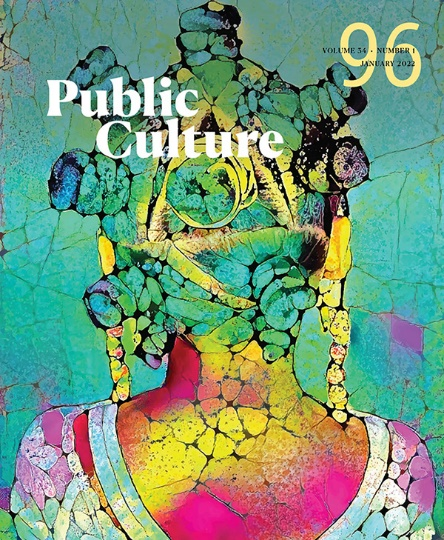 96
VOLUME 34 • NUMBER 1
JANUARY 2022
Public
Culture